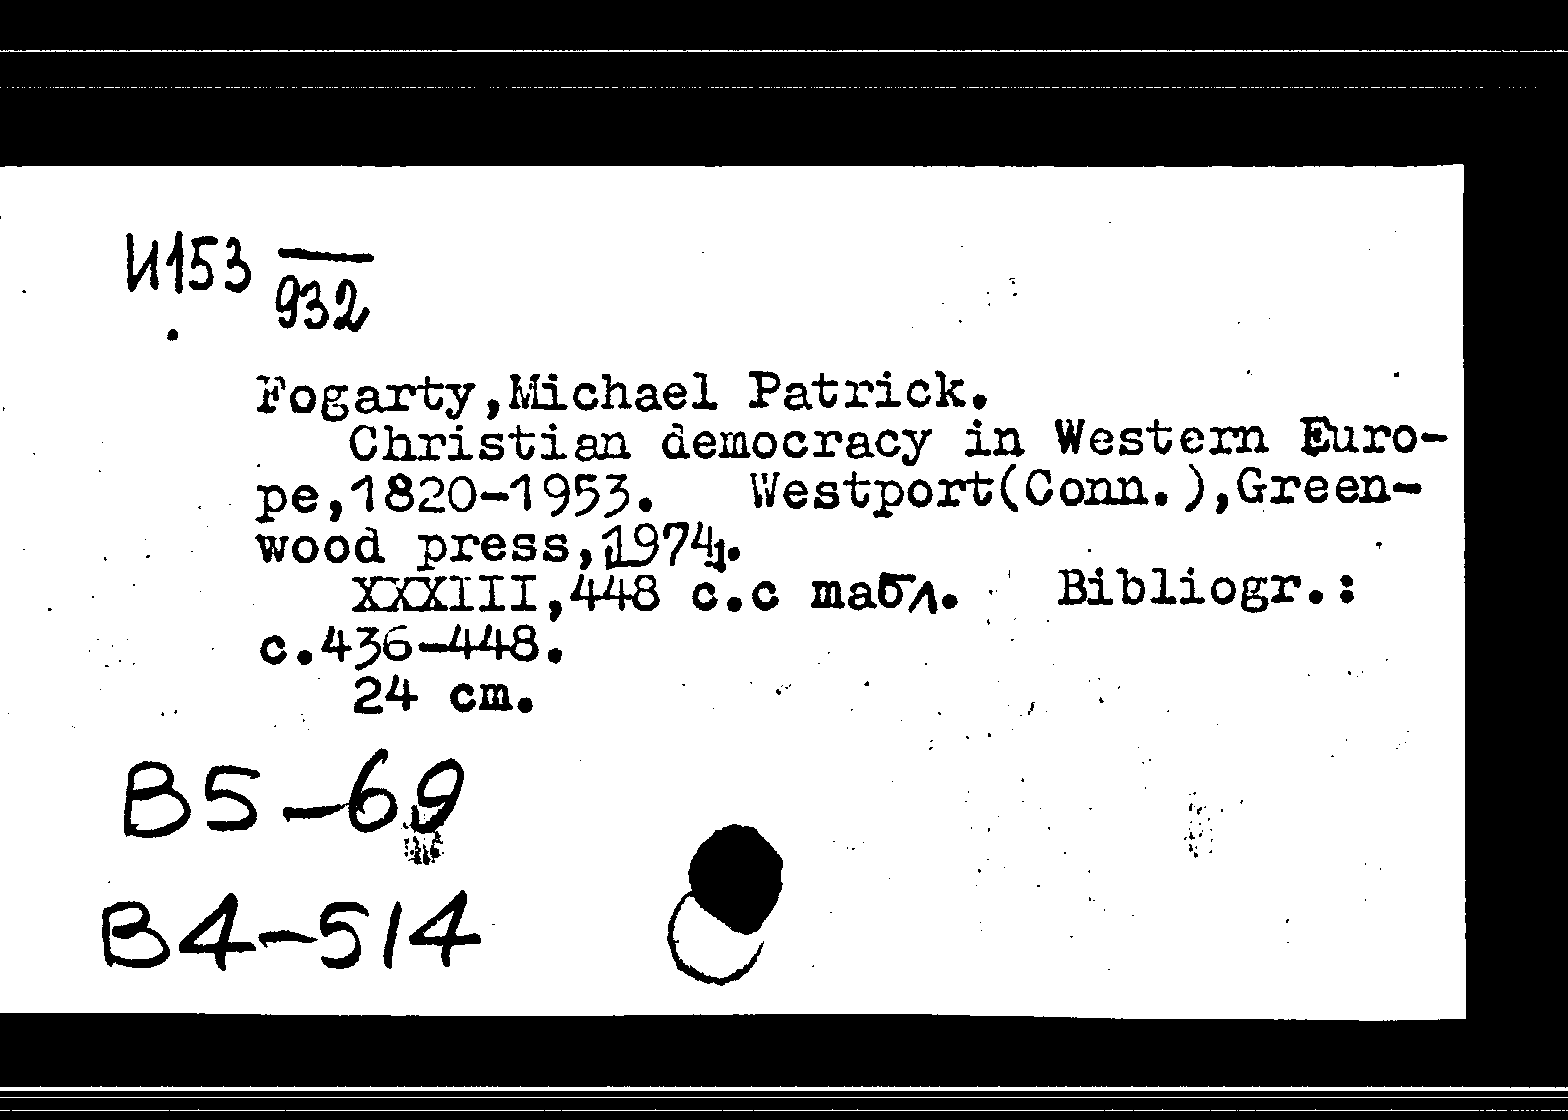 И153
932
Fogarty,Michael Patrick.
Christian democracy in Western Euro-
pe,1820-1953. Westport(Conn.),Green-
wood press,1974.
XXXIII,448 c.c табл. Bibliogr.:
c.436-448.
24 cm.
B5-69
B4-514